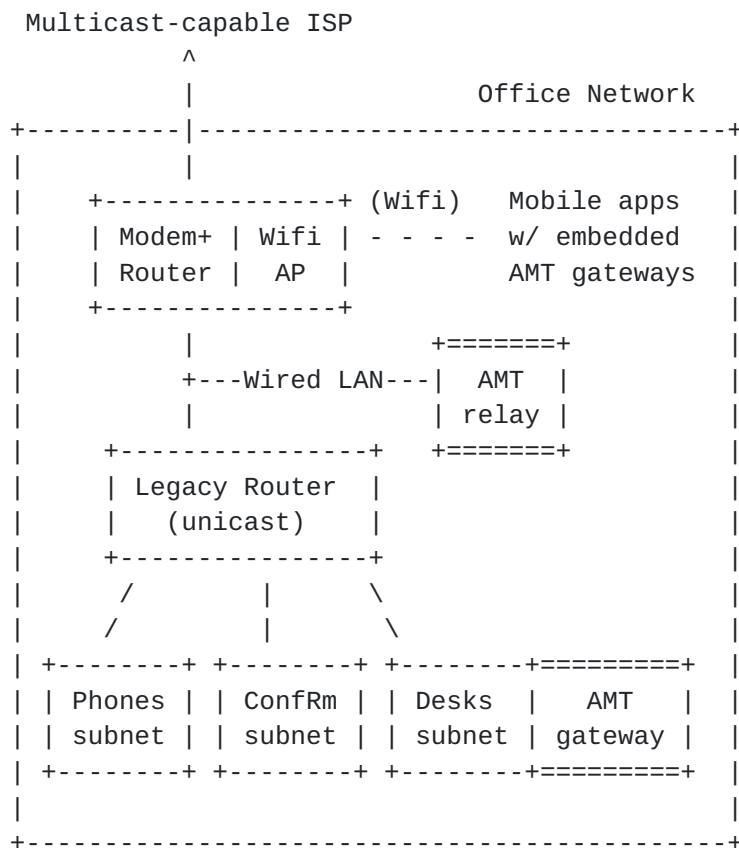 Multicast-capable ISP
^
| Office Network
+----------|---------------------------------+
| | |
| +---------------+ (Wifi) Mobile apps |
| | Modem+ | Wifi | - - - - w/ embedded |
| | Router | AP | AMT gateways |
| +---------------+ |
| | +=======+ |
| +---Wired LAN---| AMT | |
| | | relay | |
| +----------------+ +=======+ |
| | Legacy Router | |
| | (unicast) | |
| +----------------+ |
| / | \ |
| / | \ |
| +--------+ +--------+ +--------+=========+ |
| | Phones | | ConfRm | | Desks | AMT | |
| | subnet | | subnet | | subnet | gateway | |
| +--------+ +--------+ +--------+=========+ |
| |
+--------------------------------------------+